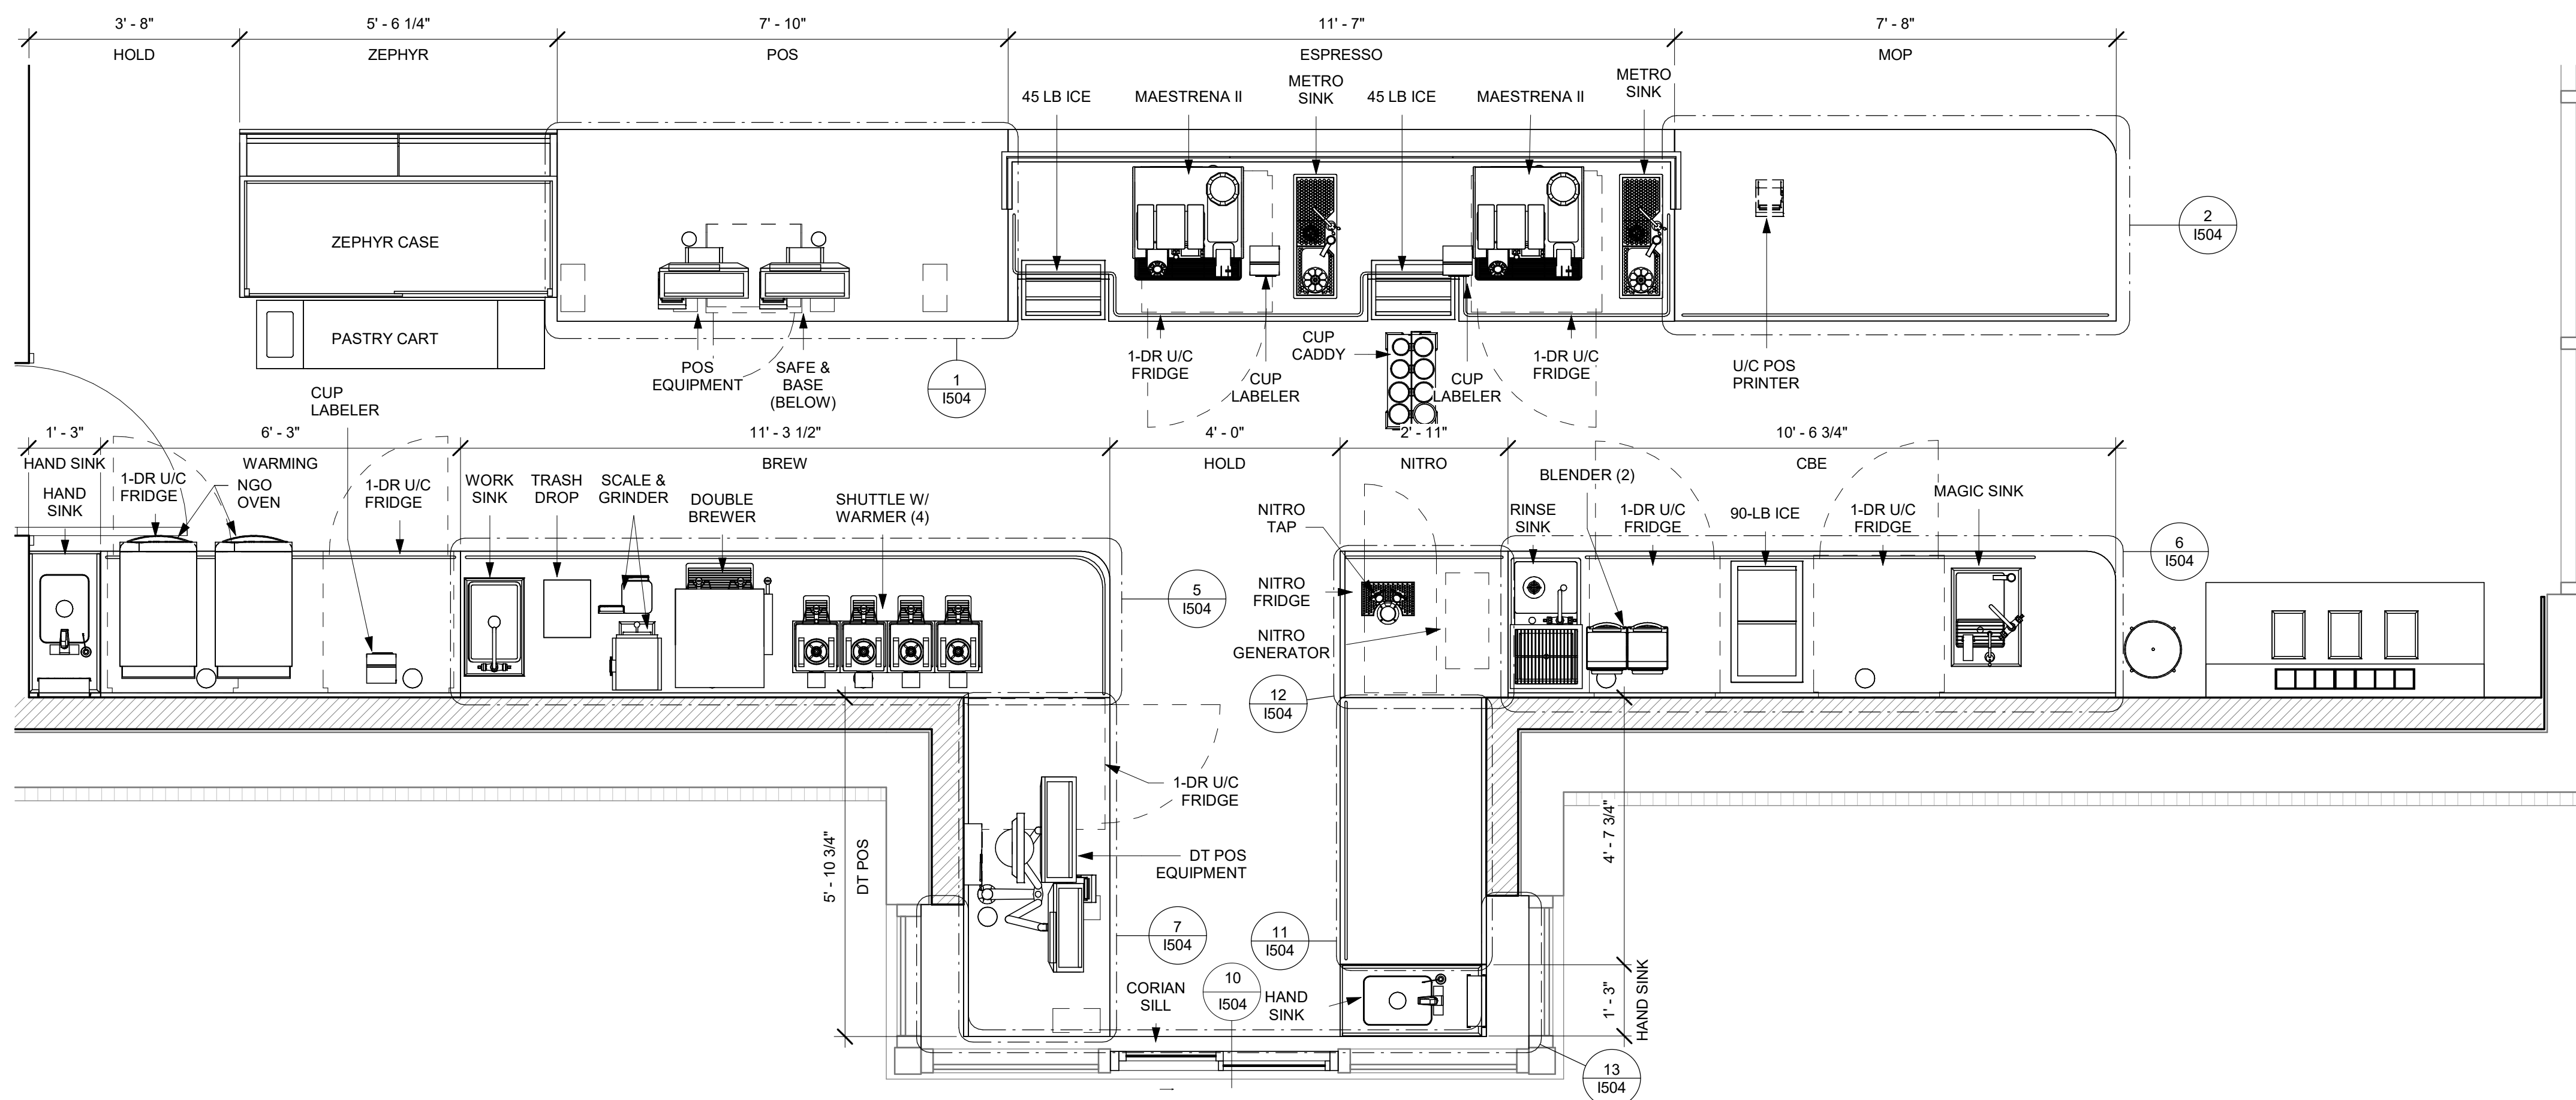 3' - 8"
5' - 6 1/4"
7' - 10"
11' - 7"
7' - 8"
HOLD
ZEPHYR
POS
ESPRESSO
MOP
45 LB ICE
MAESTRENA II
METRO
SINK
45 LB ICE
MAESTRENA II
METRO
SINK
2
I504
ZEPHYR CASE
PASTRY CART
POS
EQUIPMENT
SAFE &
BASE
(BELOW)
1
I504
1-DR U/C
FRIDGE
CUP
LABELER
CUP
CADDY
CUP
LABELER
1-DR U/C
FRIDGE
U/C POS
PRINTER
CUP
LABELER
1' - 3"
6' - 3"
11' - 3 1/2"
4' - 0"
2' - 11"
10' - 6 3/4"
HAND SINK
WARMING
BREW
HOLD
NITRO
CBE
HAND
SINK
1-DR U/C
FRIDGE
NGO
OVEN
1-DR U/C
FRIDGE
WORK
SINK
TRASH
DROP
SCALE &
GRINDER
DOUBLE
BREWER
SHUTTLE W/
WARMER (4)
NITRO
TAP
RINSE
SINK
BLENDER (2)
1-DR U/C
FRIDGE
90-LB ICE
1-DR U/C
FRIDGE
MAGIC SINK
6
I504
5
I504
NITRO
FRIDGE
NITRO
GENERATOR
12
I504
1-DR U/C
FRIDGE
5' - 10 3/4"
DT POS
DT POS
EQUIPMENT
4' - 7 3/4"
7
I504
11
I504
10
I504
CORIAN
SILL
HAND
SINK
1' - 3"
HAND SINK
13
I504